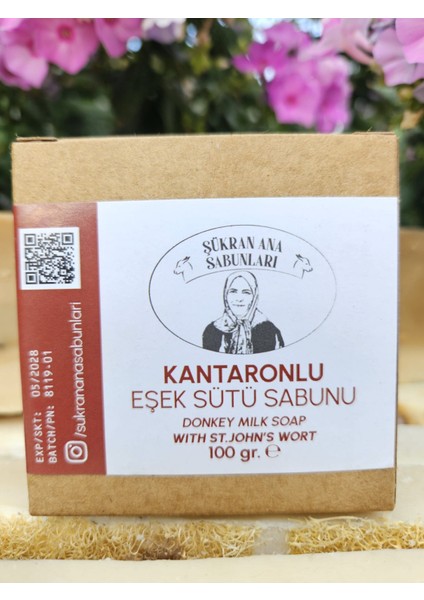 ŞÜKRAN ANA
SABUNLARI
KANTARONLU
EŞEK SÜTÜ SABUNU
DONKEY MILK SOAP
WITH ST.JOHN'S WORT
100 gr. ℮
EXP/SKT: 05/2028
BATCH/PN: 8119-01
/sukrananasabunlari